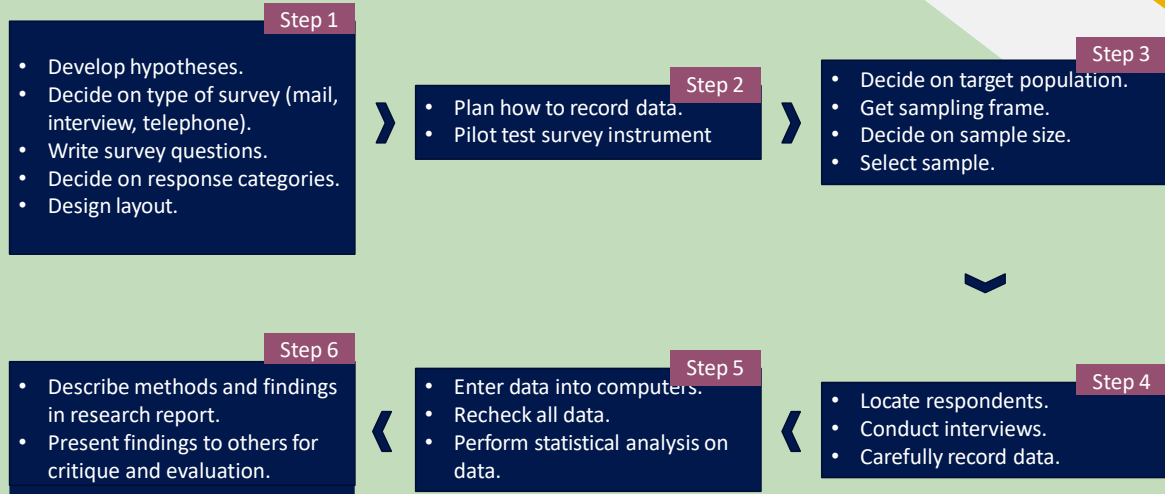 Step 1
• Develop hypotheses.
• Decide on type of survey (mail,
interview, telephone).
• Write survey questions.
• Decide on response categories.
• Design layout.
Step 2
• Plan how to record data.
• Pilot test survey instrument
Step 3
• Decide on target population.
• Get sampling frame.
• Decide on sample size.
• Select sample.
Step 4
• Locate respondents.
• Conduct interviews.
• Carefully record data.
Step 5
• Enter data into computers.
• Recheck all data.
• Perform statistical analysis on
data.
Step 6
• Describe methods and findings
in research report.
• Present findings to others for
critique and evaluation.